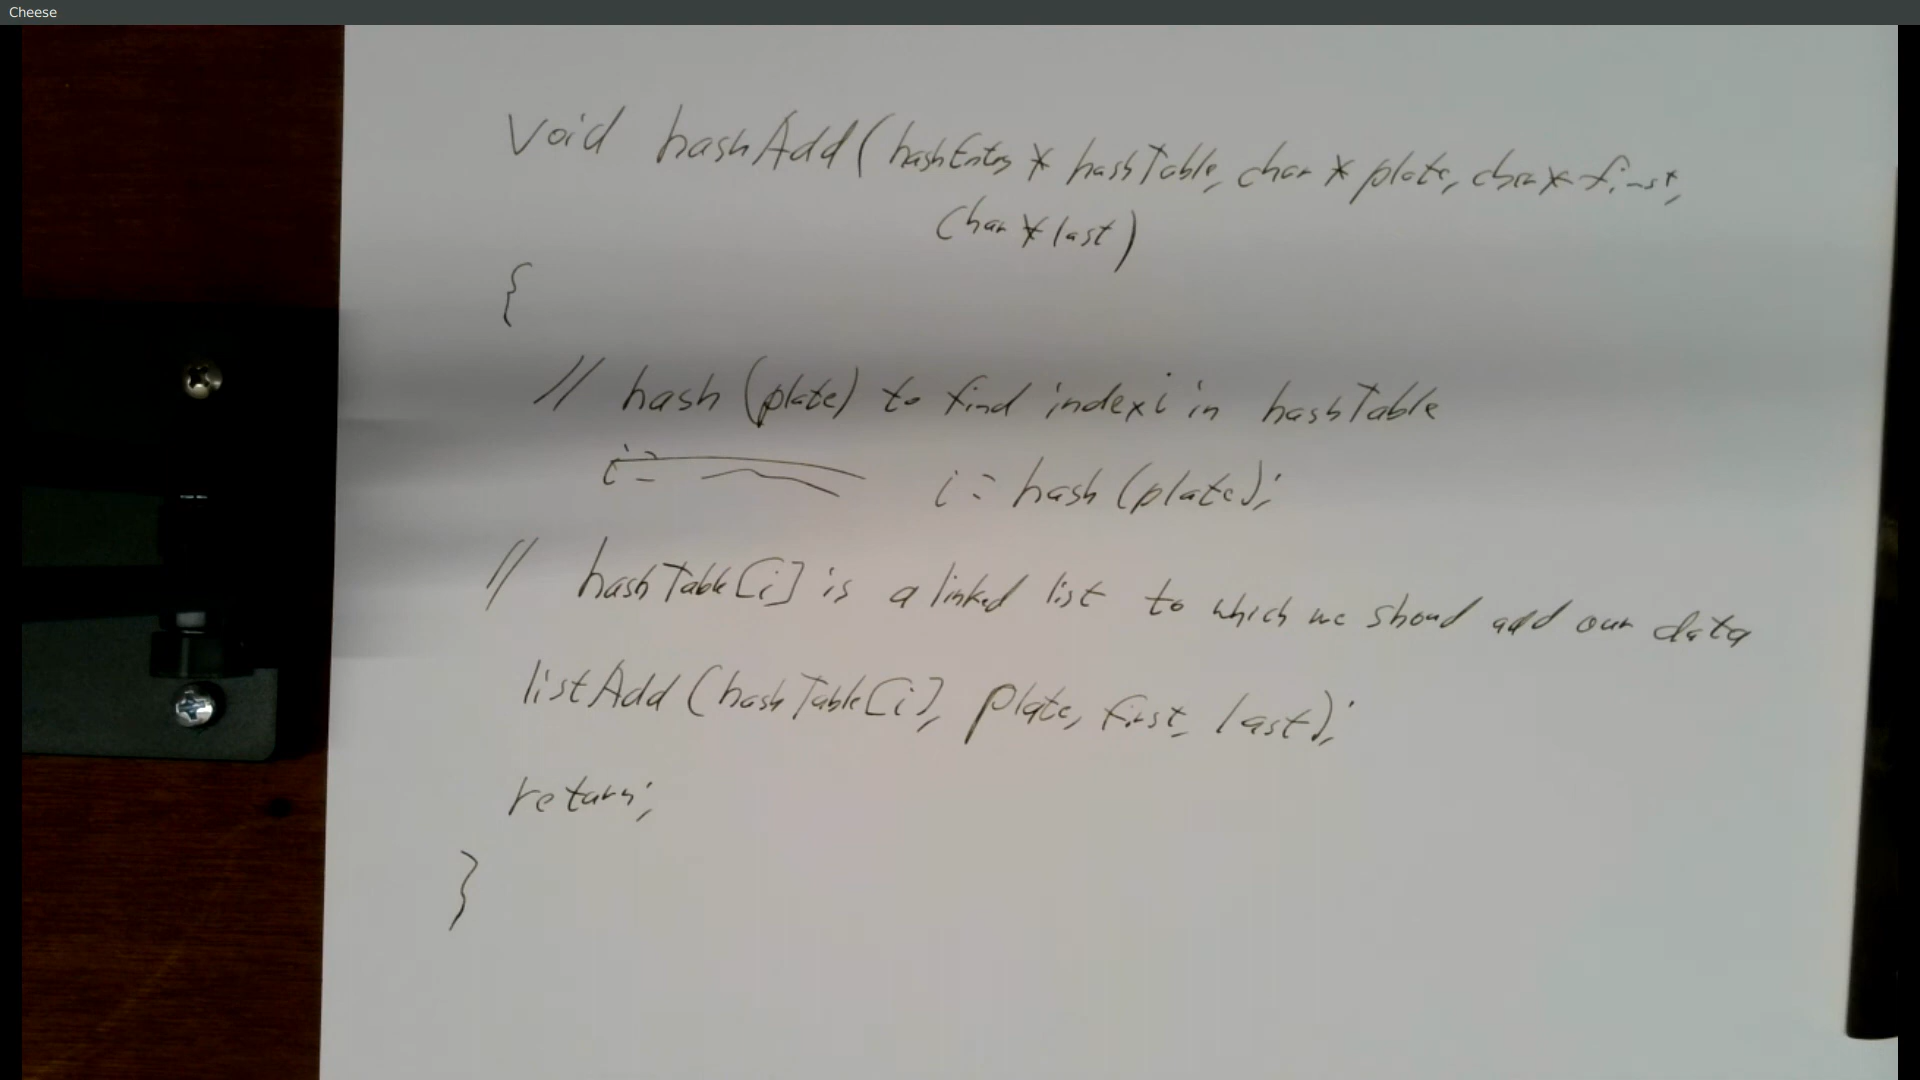 Cheese
void hashAdd(hashEntry * hashTable, char * plate, char * first,
char * last)
{
// hash (plate) to find index i in hashTable
i =
i = hash (plate);
// hashTable[i] is a linked list to which we shoud add our data
listAdd (hashTable[i], plate, first, last);
return;
}